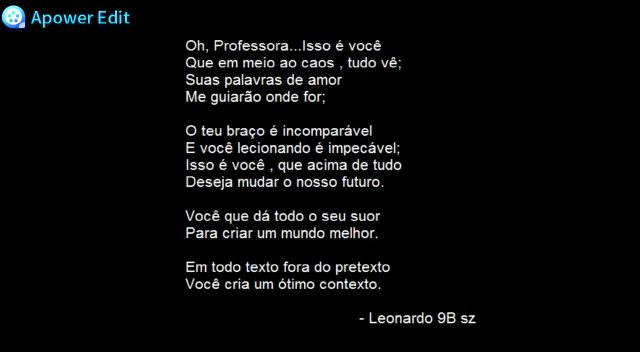 Apower Edit
Oh, Professora...Isso é você
Que em meio ao caos , tudo vê;
Suas palavras de amor
Me guiarão onde for;
O teu braço é incomparável
E você lecionando é impecável;
Isso é você , que acima de tudo
Deseja mudar o nosso futuro.
Você que dá todo o seu suor
Para criar um mundo melhor.
Em todo texto fora do pretexto
Você cria um ótimo contexto.
- Leonardo 9B sz